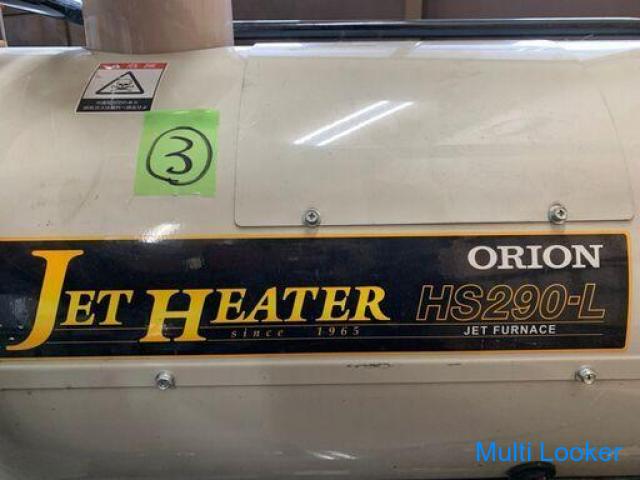 ③
JET HEATER
since 1965
ORION
HS290-L
JET FURNACE
Multi Looker